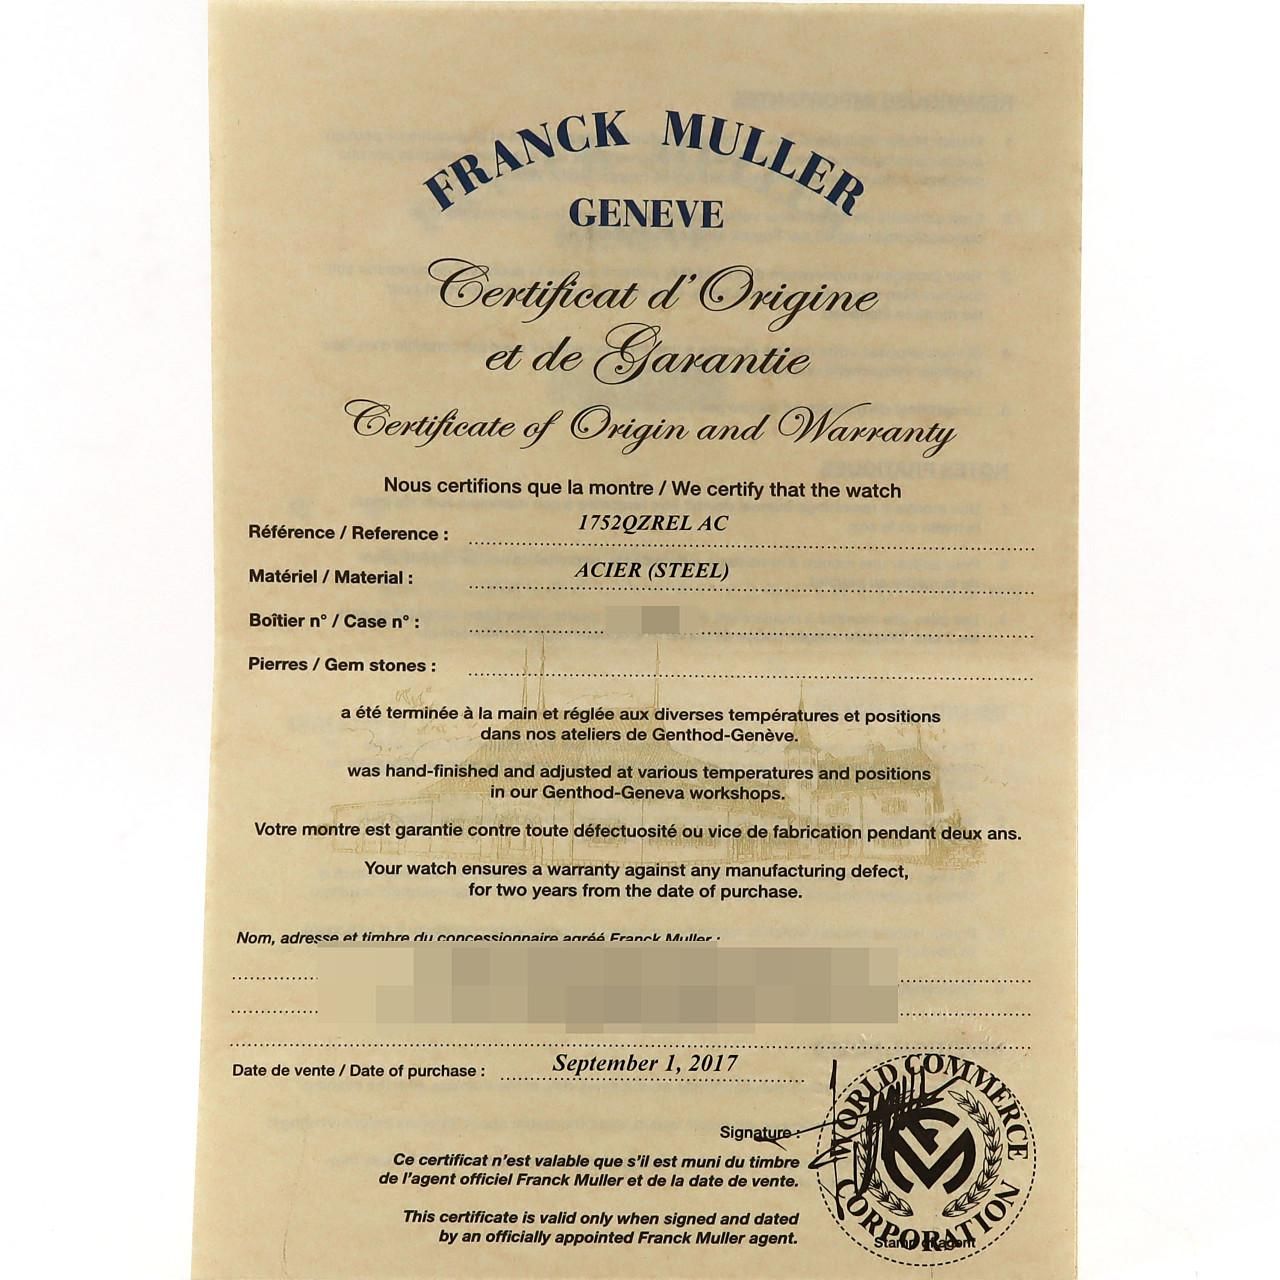 FRANCK MULLER
GENEVE
Certificat d'Origine
et de Garantie
Certificate of Origin and Warranty
Nous certifions que la montre / We certify that the watch
Référence / Reference : 1752QZREL AC
Matériel / Material : ACIER (STEEL)
Boîtier n° / Case n° :
Pierres / Gem stones :
a été terminée à la main et réglée aux diverses températures et positions
dans nos ateliers de Genthod-Genève.
was hand-finished and adjusted at various temperatures and positions
in our Genthod-Geneva workshops.
Votre montre est garantie contre toute défectuosité ou vice de fabrication pendant deux ans.
Your watch ensures a warranty against any manufacturing defect,
for two years from the date of purchase.
Nom, adresse et timbre du concessionnaire agréé Franck Muller :
Date de vente / Date of purchase : September 1, 2017
Signature :
Ce certificat n'est valable que s'il est muni du timbre
de l'agent officiel Franck Muller et de la date de vente.
This certificate is valid only when signed and dated
by an officially appointed Franck Muller agent.
WORLD COMMERCE
CORPORATION
Stamp of agent